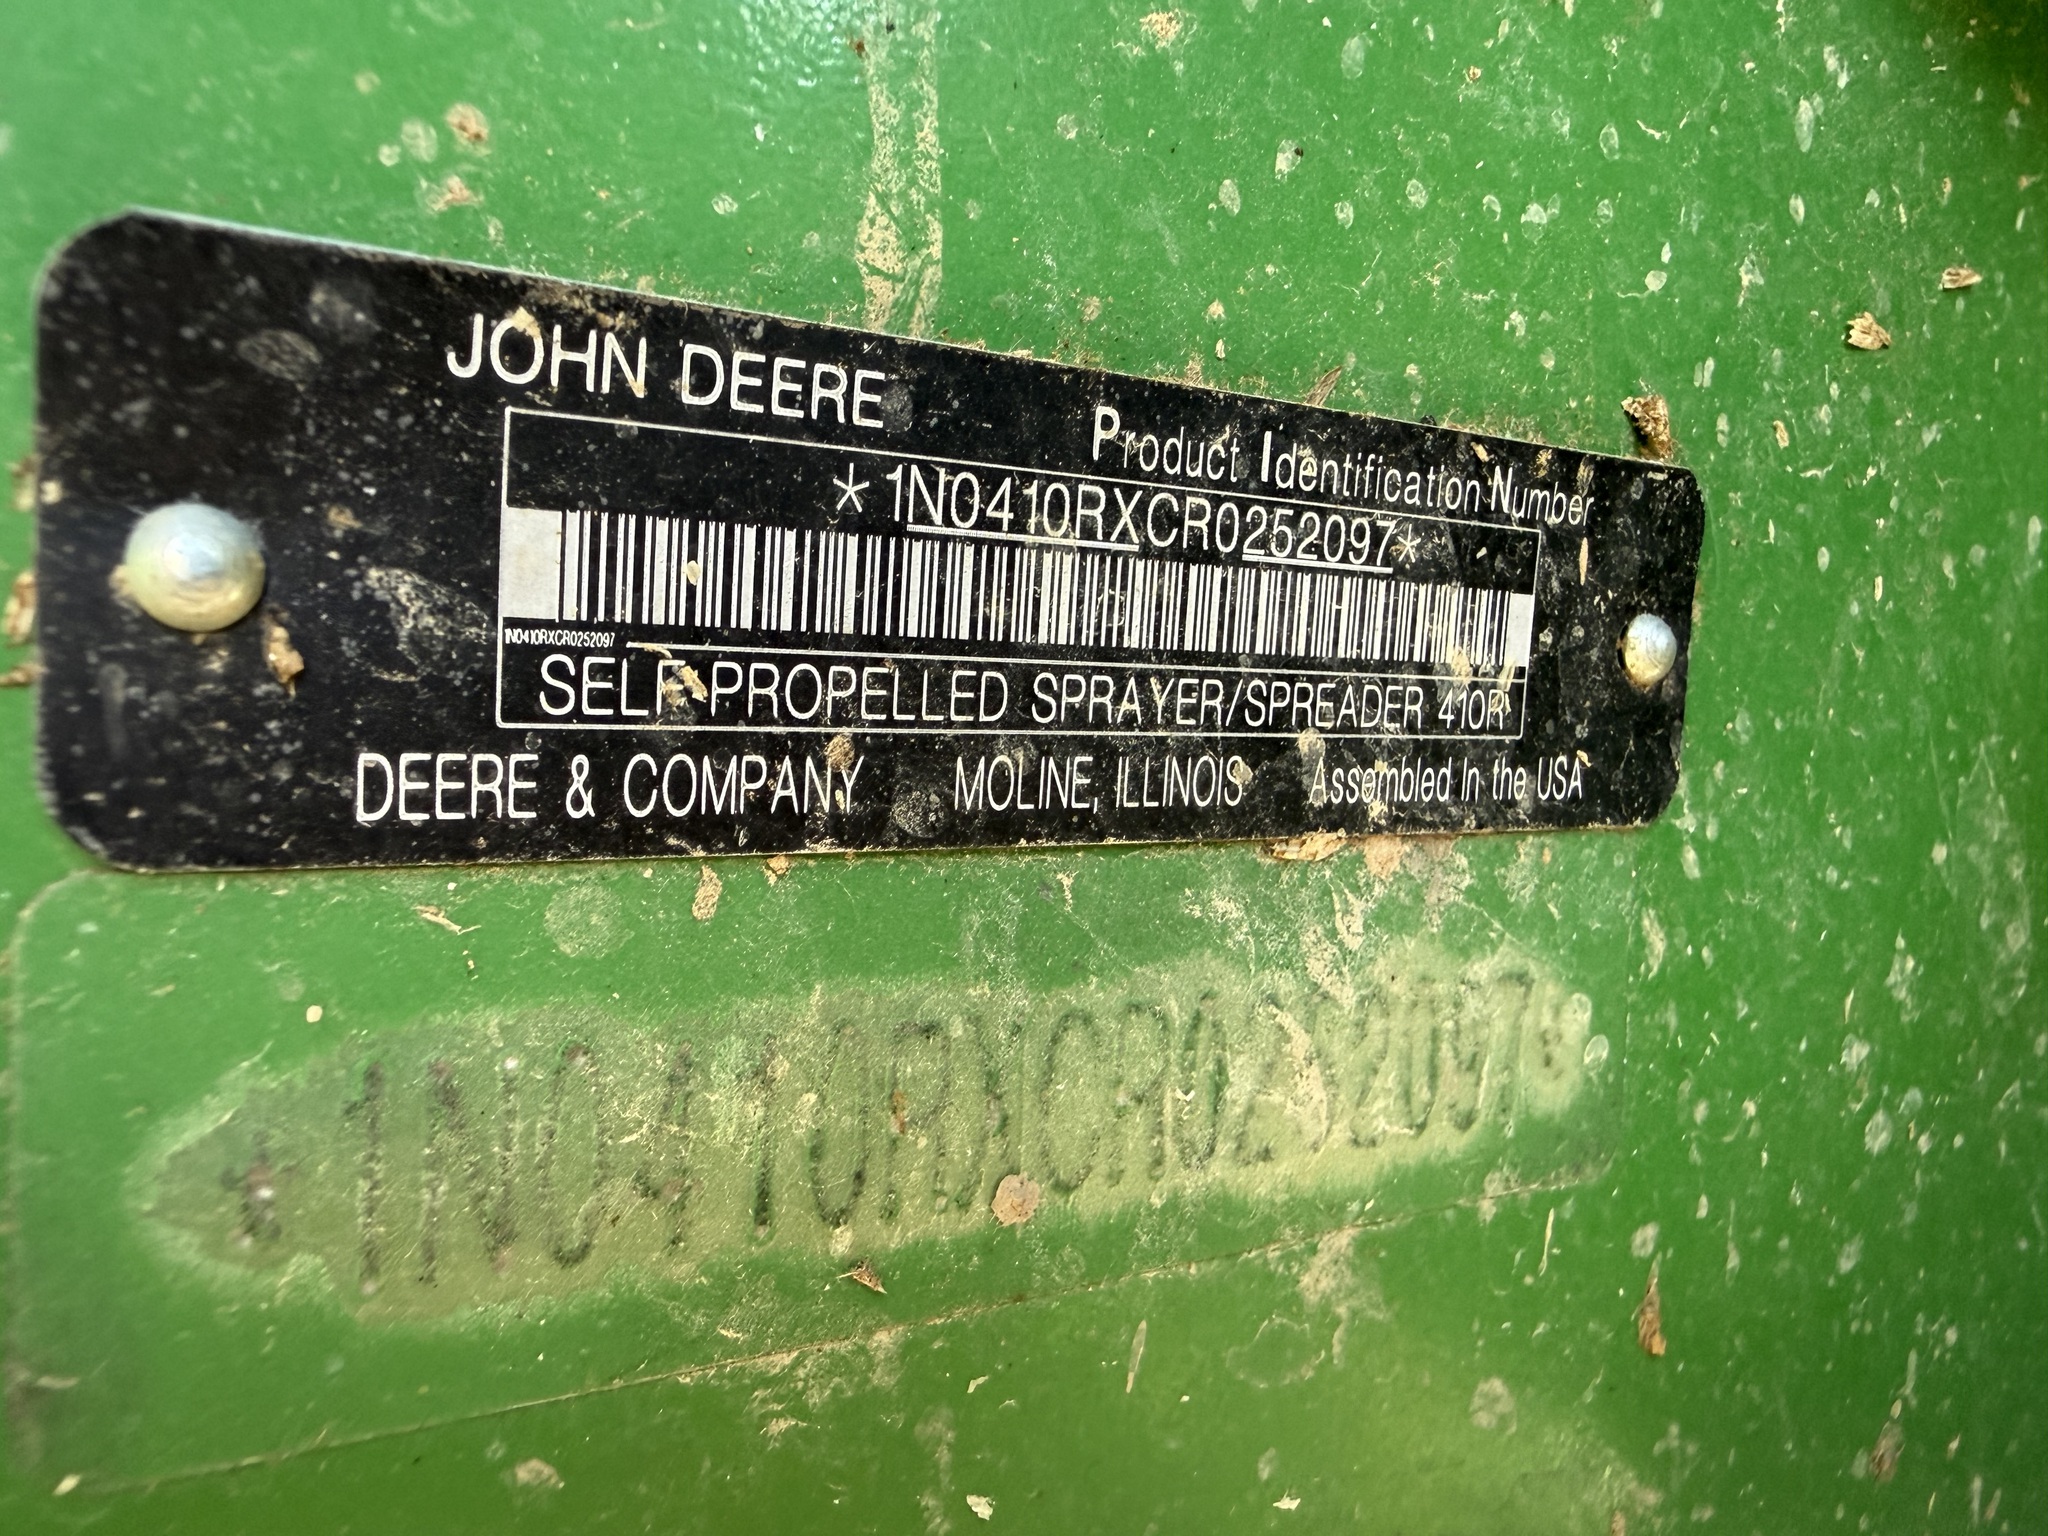 JOHN DEERE
Product Identification Number
*1N0410RXCR0252097*
1N0410RXCR0252097
SELF-PROPELLED SPRAYER/SPREADER 410R
DEERE & COMPANY MOLINE, ILLINOIS Assembled In the USA
*1N0410RXCR0252097*